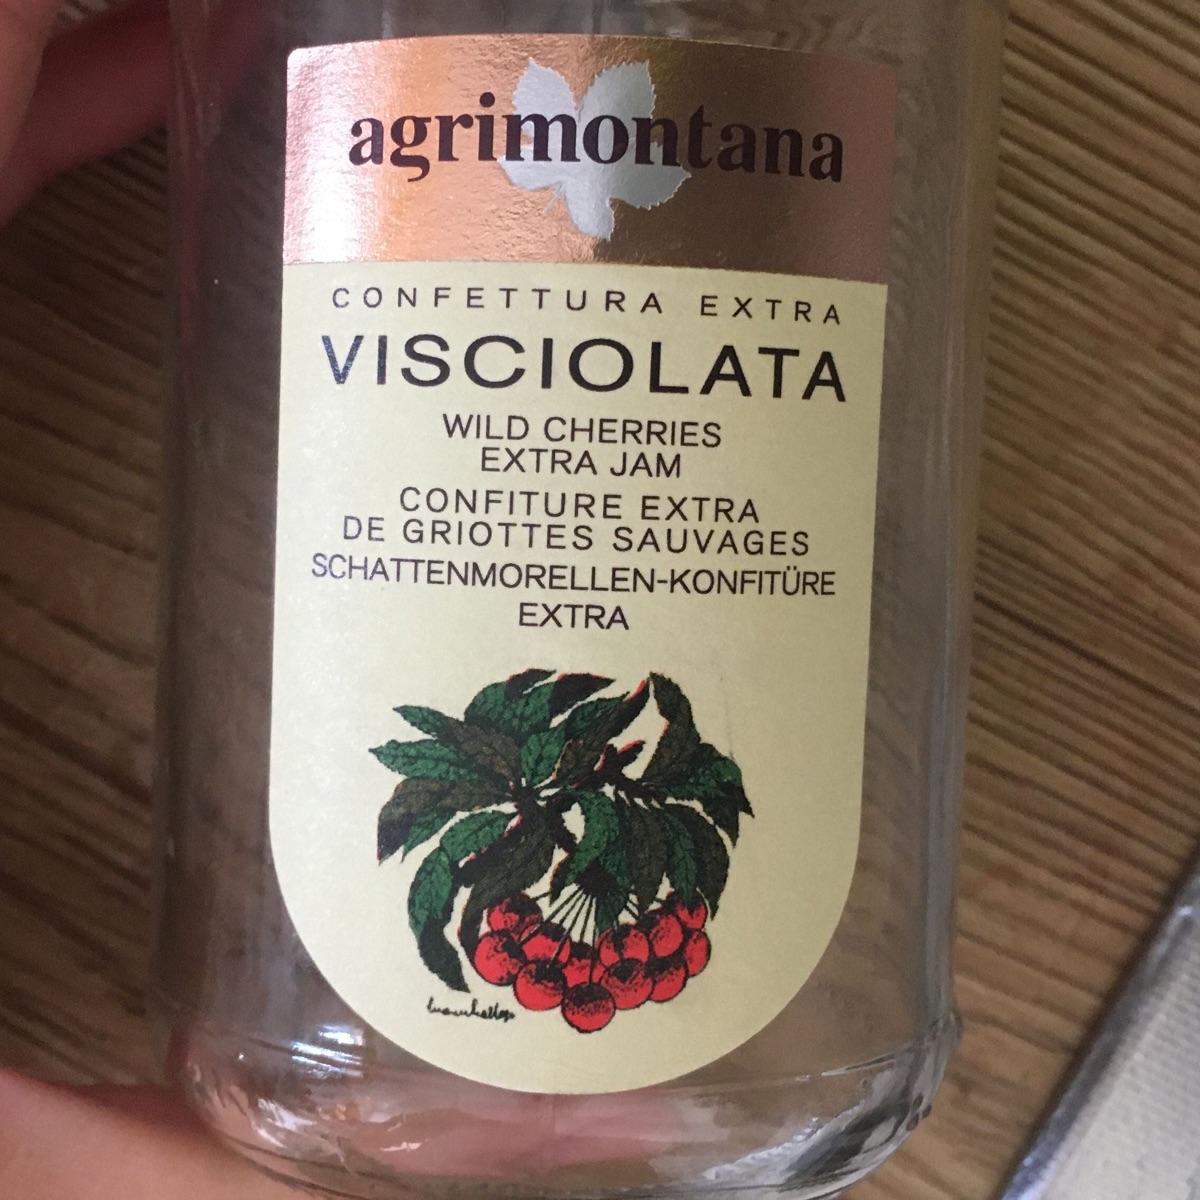 agrimontana
CONFETTURA EXTRA
VISCIOLATA
WILD CHERRIES
EXTRA JAM
CONFITURE EXTRA
DE GRIOTTES SAUVAGES
SCHATTENMORELLEN-KONFITÜRE
EXTRA